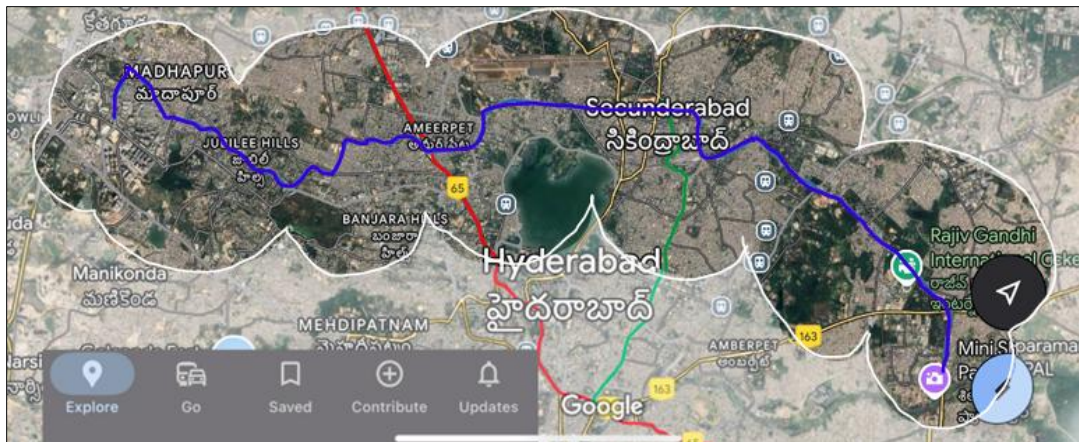 MADHAPUR
మాదాపూర్
JUBILEE HILLS
జూబ్లీ
హిల్స్
AMEERPET
అమీర్‌పేట
Secunderabad
సికింద్రాబాద్
65
BANJARA HILLS
బంజారా
హిల్స్
Rajiv Gandhi
International
Hyderabad
హైదరాబాద్
Manikonda
మణికొండ
MEHDIPATNAM
163
AMBERPET
అంబర్‌పేట్
Mini
163
Google
Explore
Go
Saved
Contribute
Updates